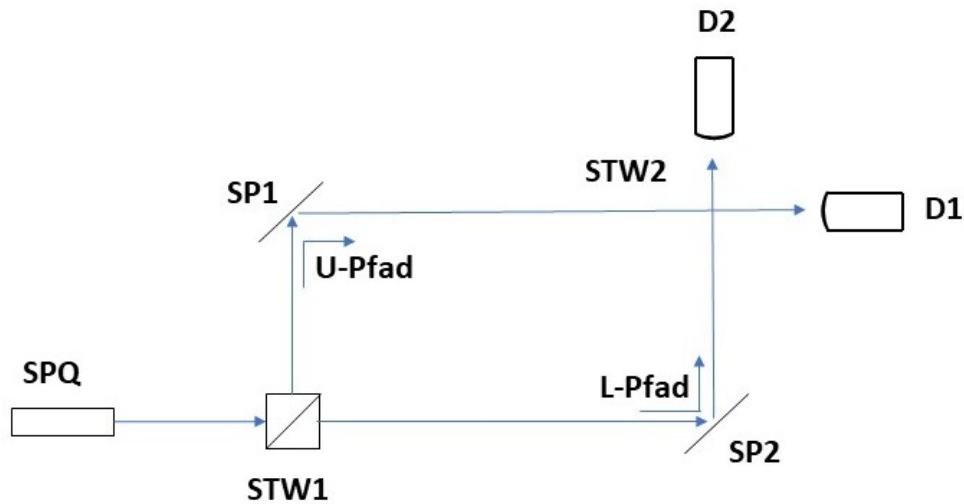 D2
STW2
SP1
D1
U-Pfad
SPQ
L-Pfad
SP2
STW1